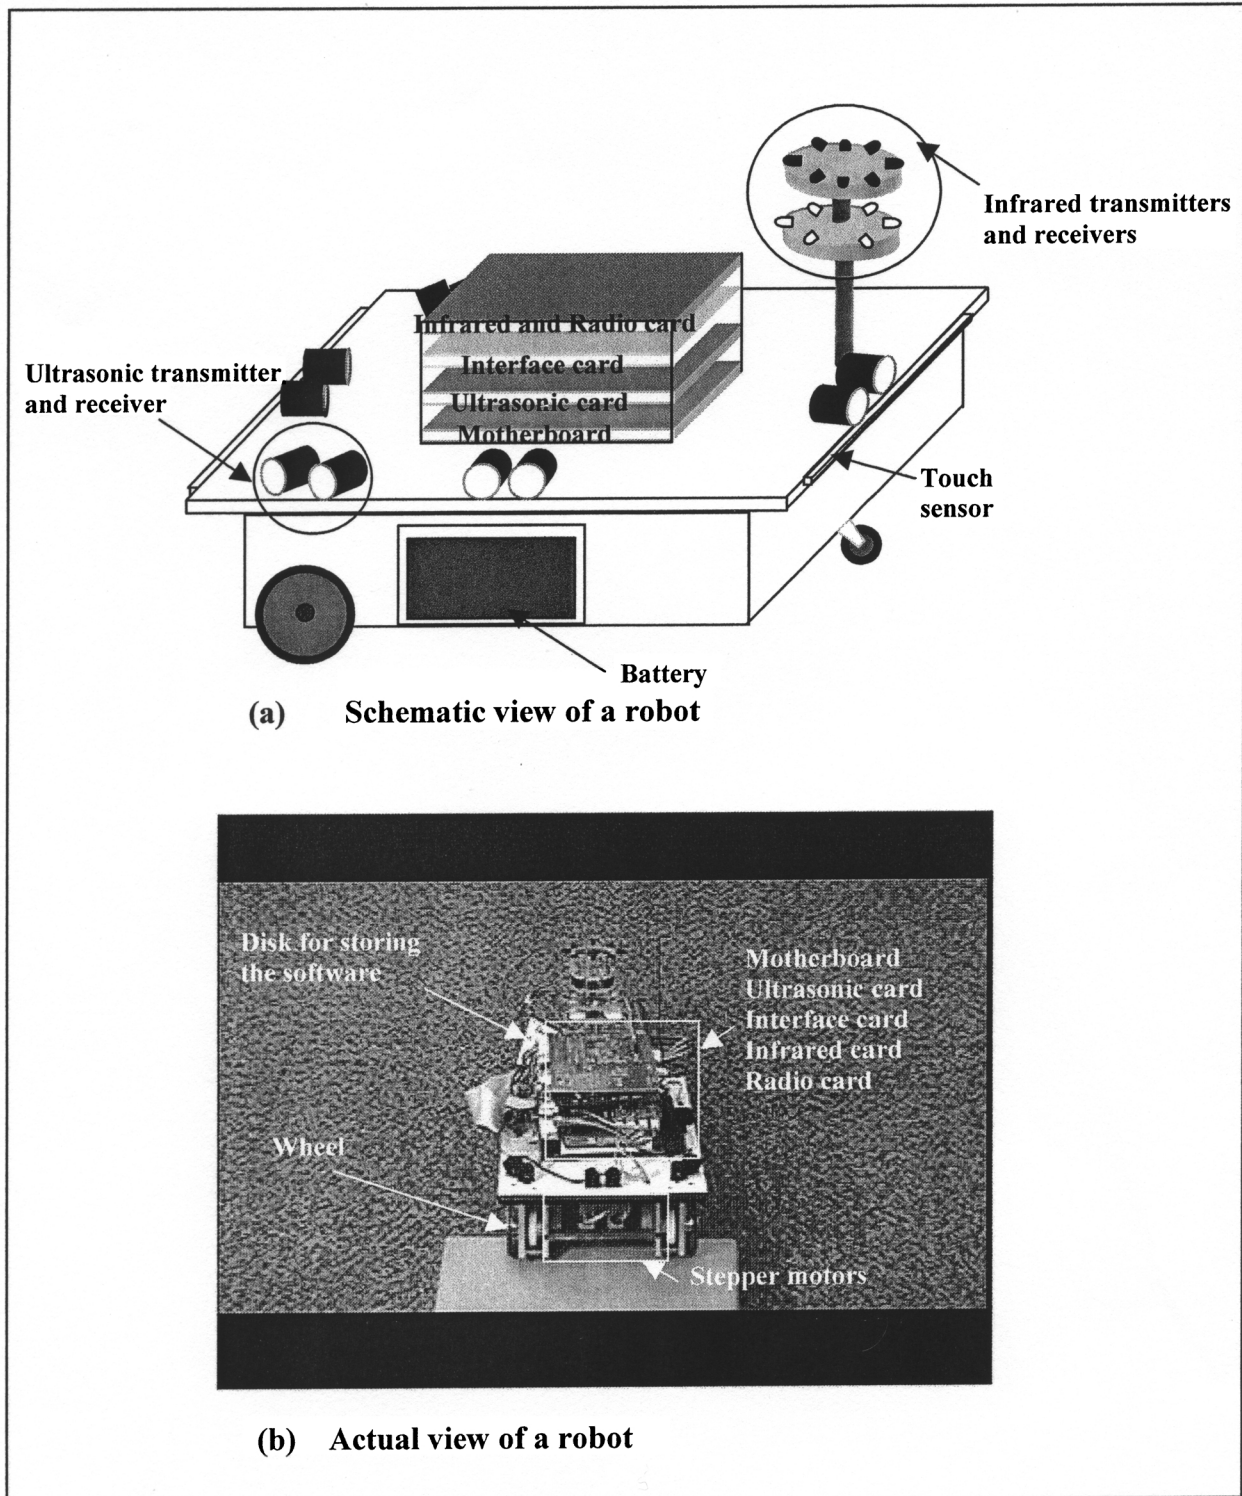 Infrared transmitters
and receivers
Infrared and Radio card
Interface card
Ultrasonic card
Motherboard
Ultrasonic transmitter
and receiver
Touch
sensor
Battery
(a) Schematic view of a robot
Disk for storing
the software
Motherboard
Ultrasonic card
Interface card
Infrared card
Radio card
Wheel
Stepper motors
(b) Actual view of a robot